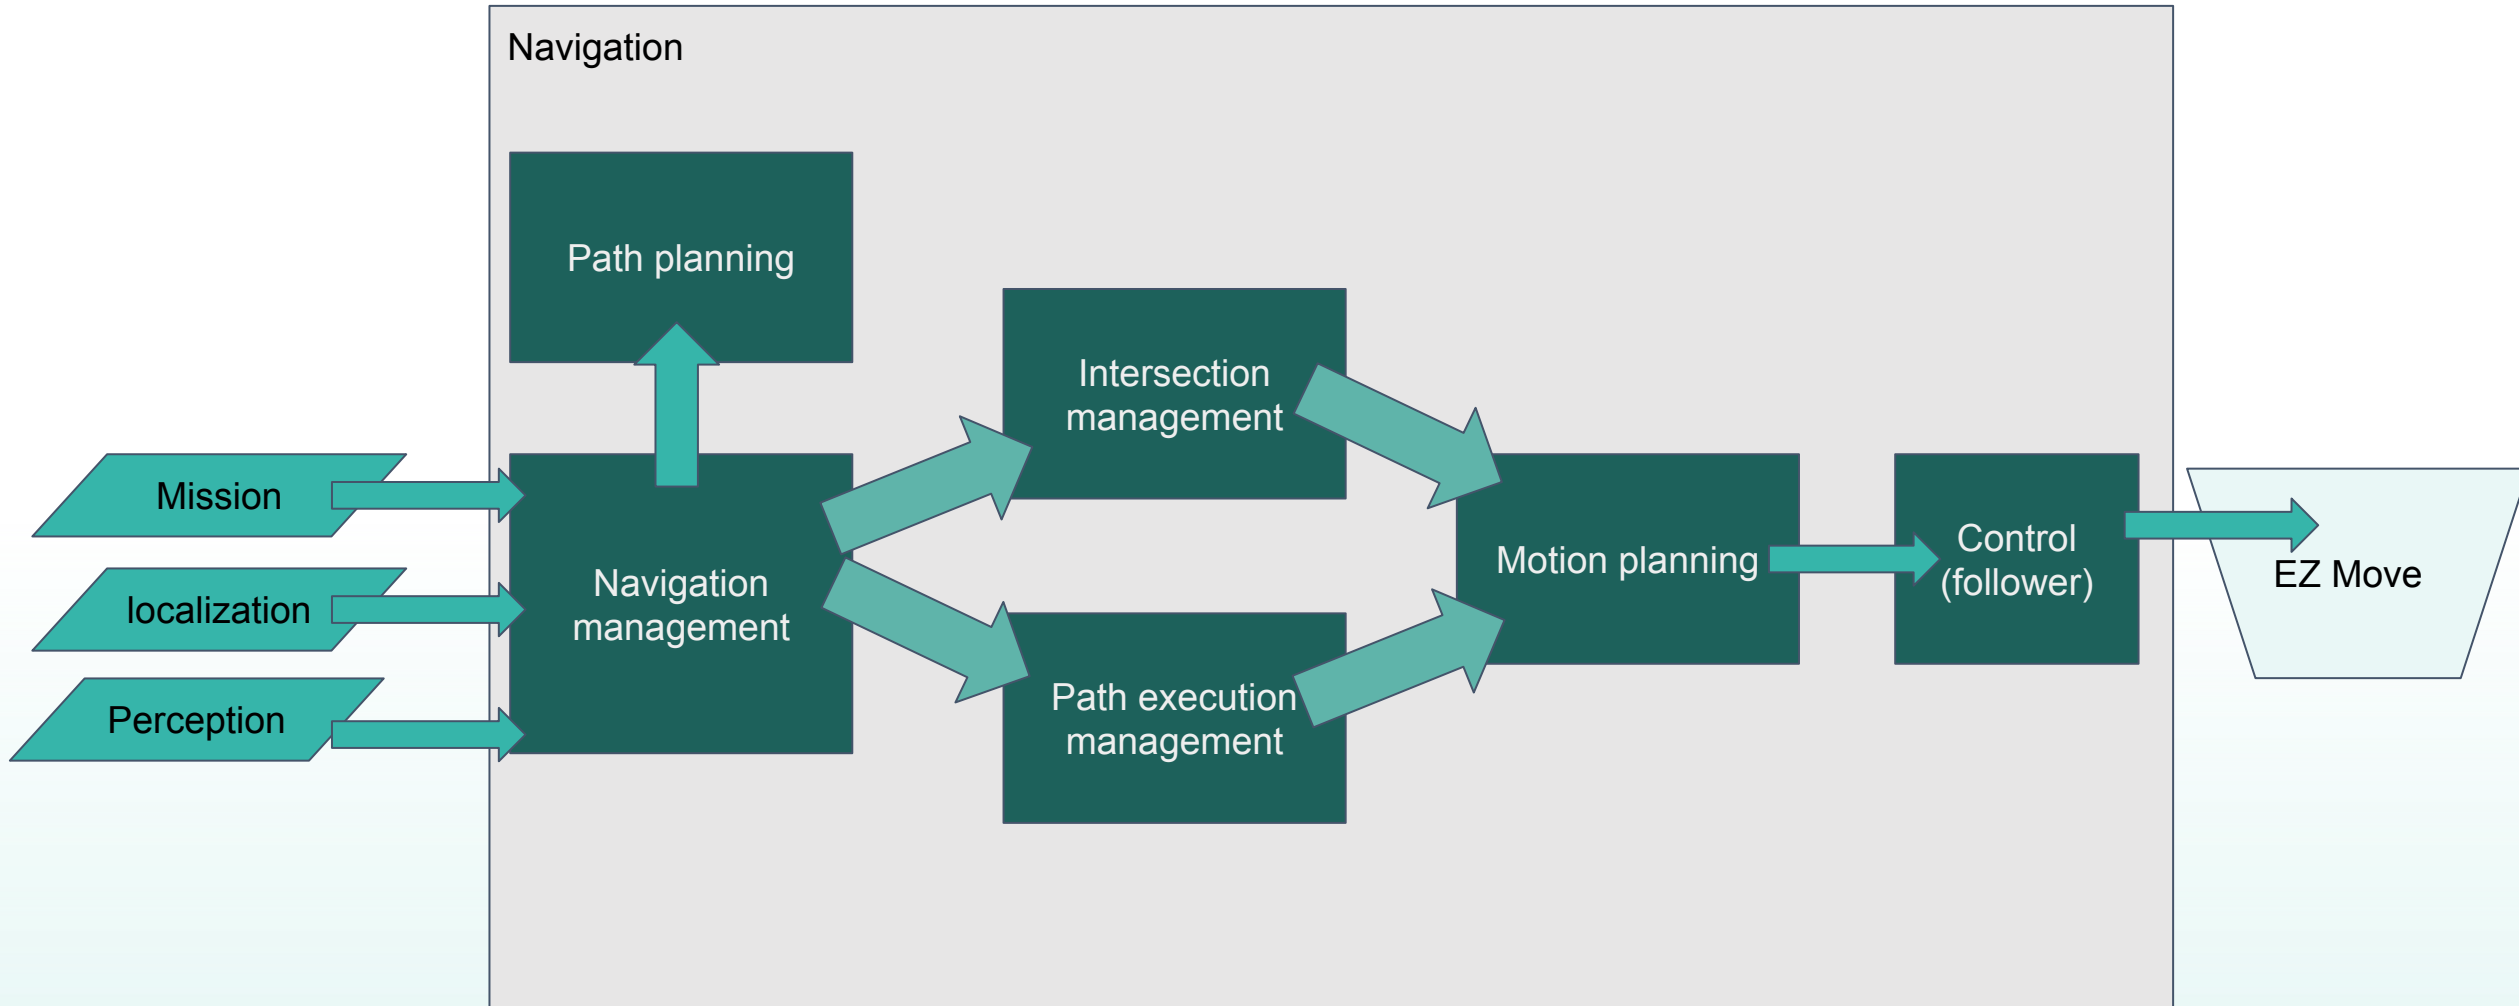 Navigation
Path planning
Intersection
management
Mission
localization
Perception
Navigation
management
Path execution
management
Motion planning
Control
(follower)
EZ Move